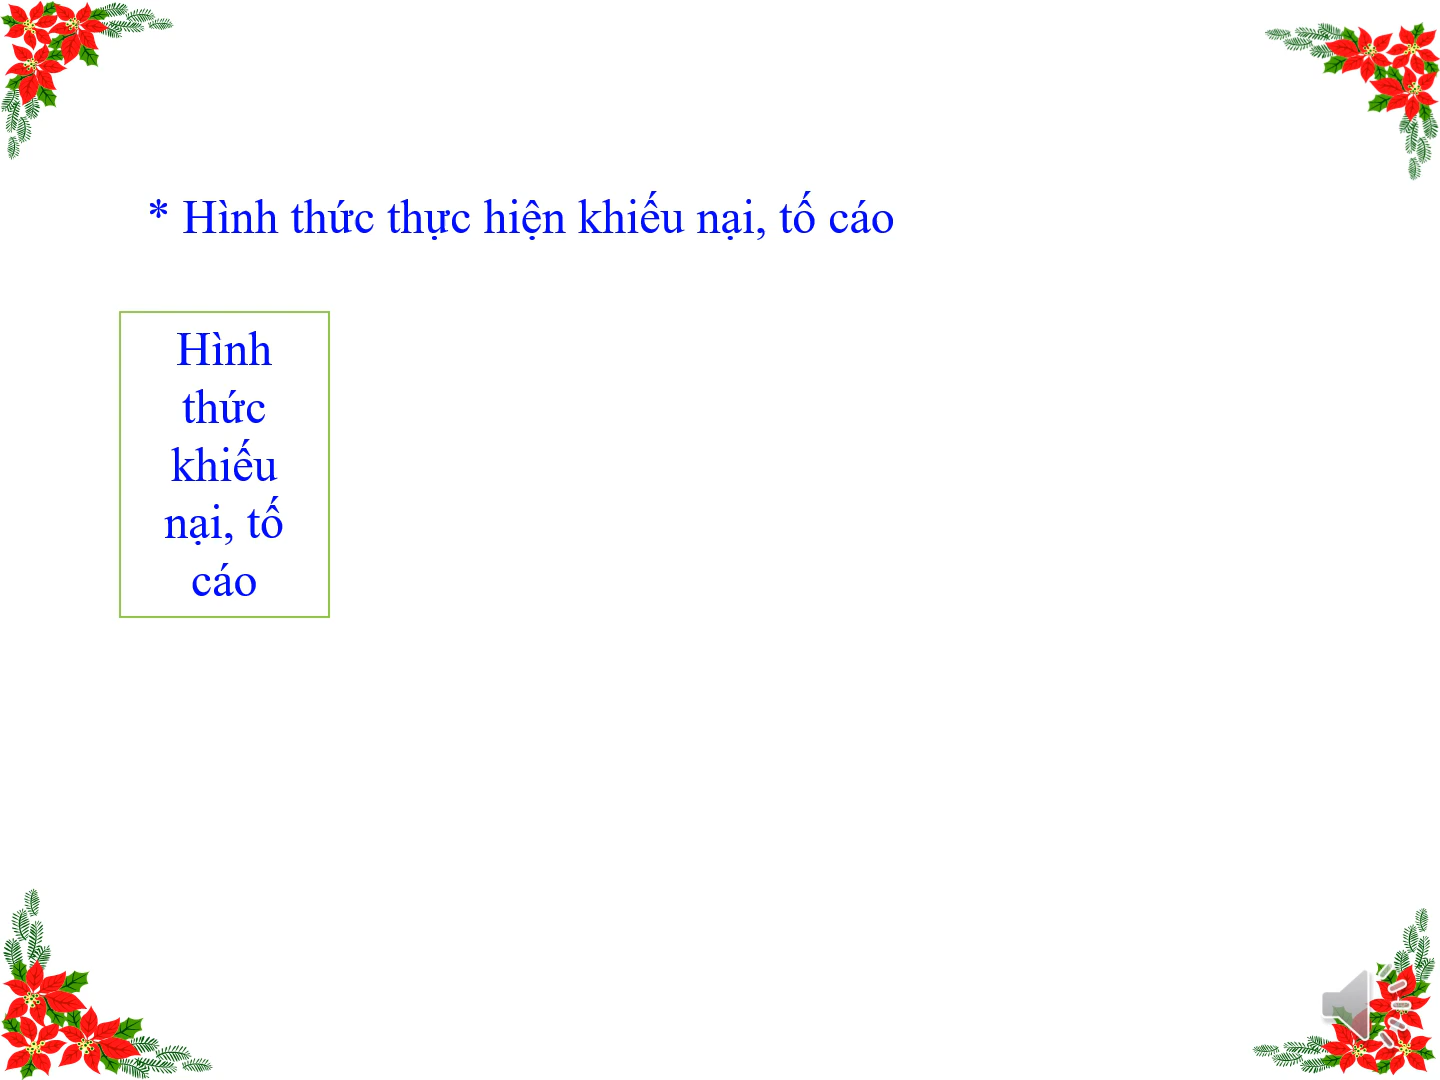 * Hình thức thực hiện khiếu nại, tố cáo
Hình
thức
khiếu
nại, tố
cáo